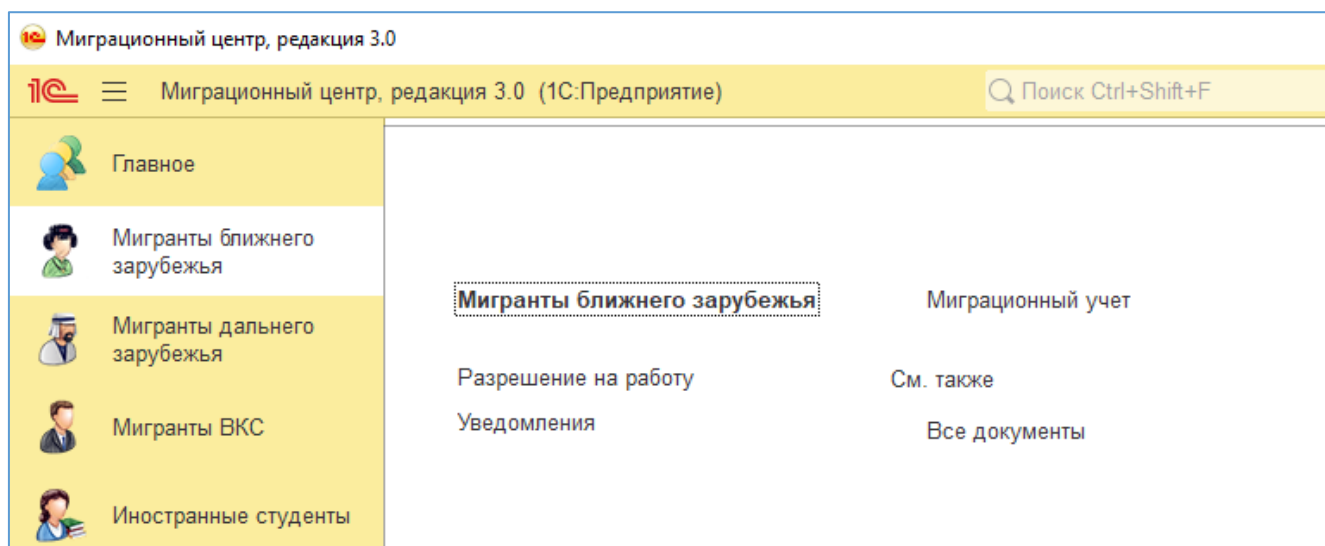 Миграционный центр, редакция 3.0
1С Миграционный центр, редакция 3.0 (1С:Предприятие) Поиск Ctrl+Shift+F
Главное
Мигранты ближнего
зарубежья
Мигранты дальнего
зарубежья
Мигранты ВКС
Иностранные студенты
Мигранты ближнего зарубежья
Миграционный учет
Разрешение на работу
См. также
Уведомления
Все документы